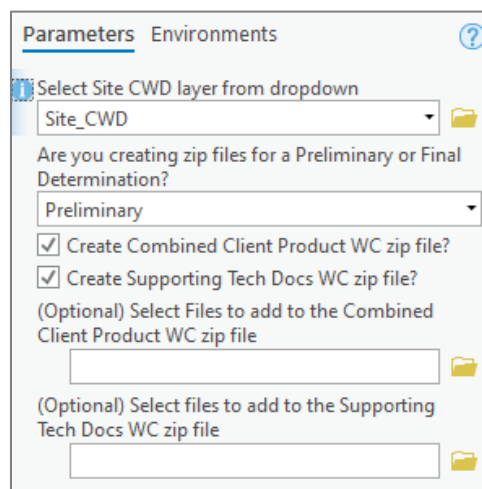 Parameters Environments
Select Site CWD layer from dropdown
Site_CWD
Are you creating zip files for a Preliminary or Final
Determination?
Preliminary
Create Combined Client Product WC zip file?
Create Supporting Tech Docs WC zip file?
(Optional) Select Files to add to the Combined
Client Product WC zip file
(Optional) Select files to add to the Supporting
Tech Docs WC zip file